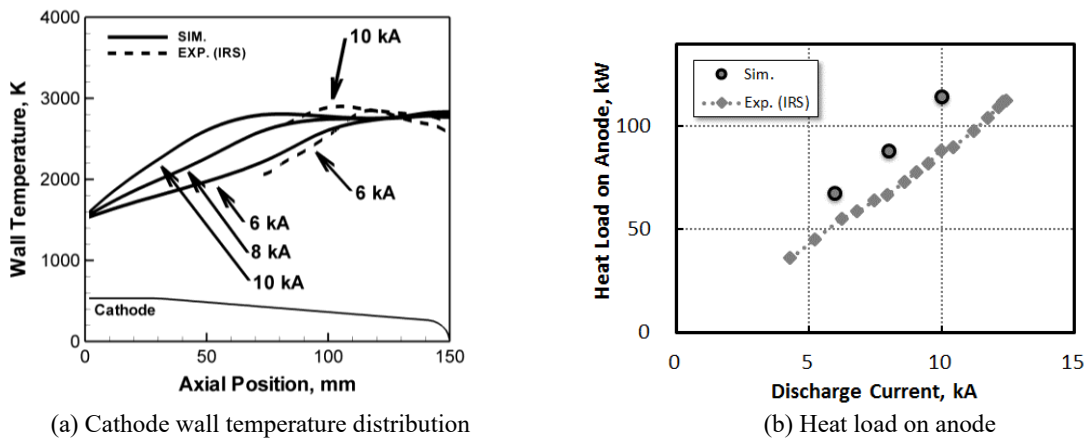 4000
SIM.
EXP. (IRS)
10 kA
3000
2000
6 kA
6 kA
8 kA
1000
10 kA
Cathode
0
0
50
100
150
Wall Temperature, K
Axial Position, mm
(a) Cathode wall temperature distribution
Sim.
Exp. (IRS)
100
50
0
0
5
10
15
Heat Load on Anode, kW
Discharge Current, kA
(b) Heat load on anode